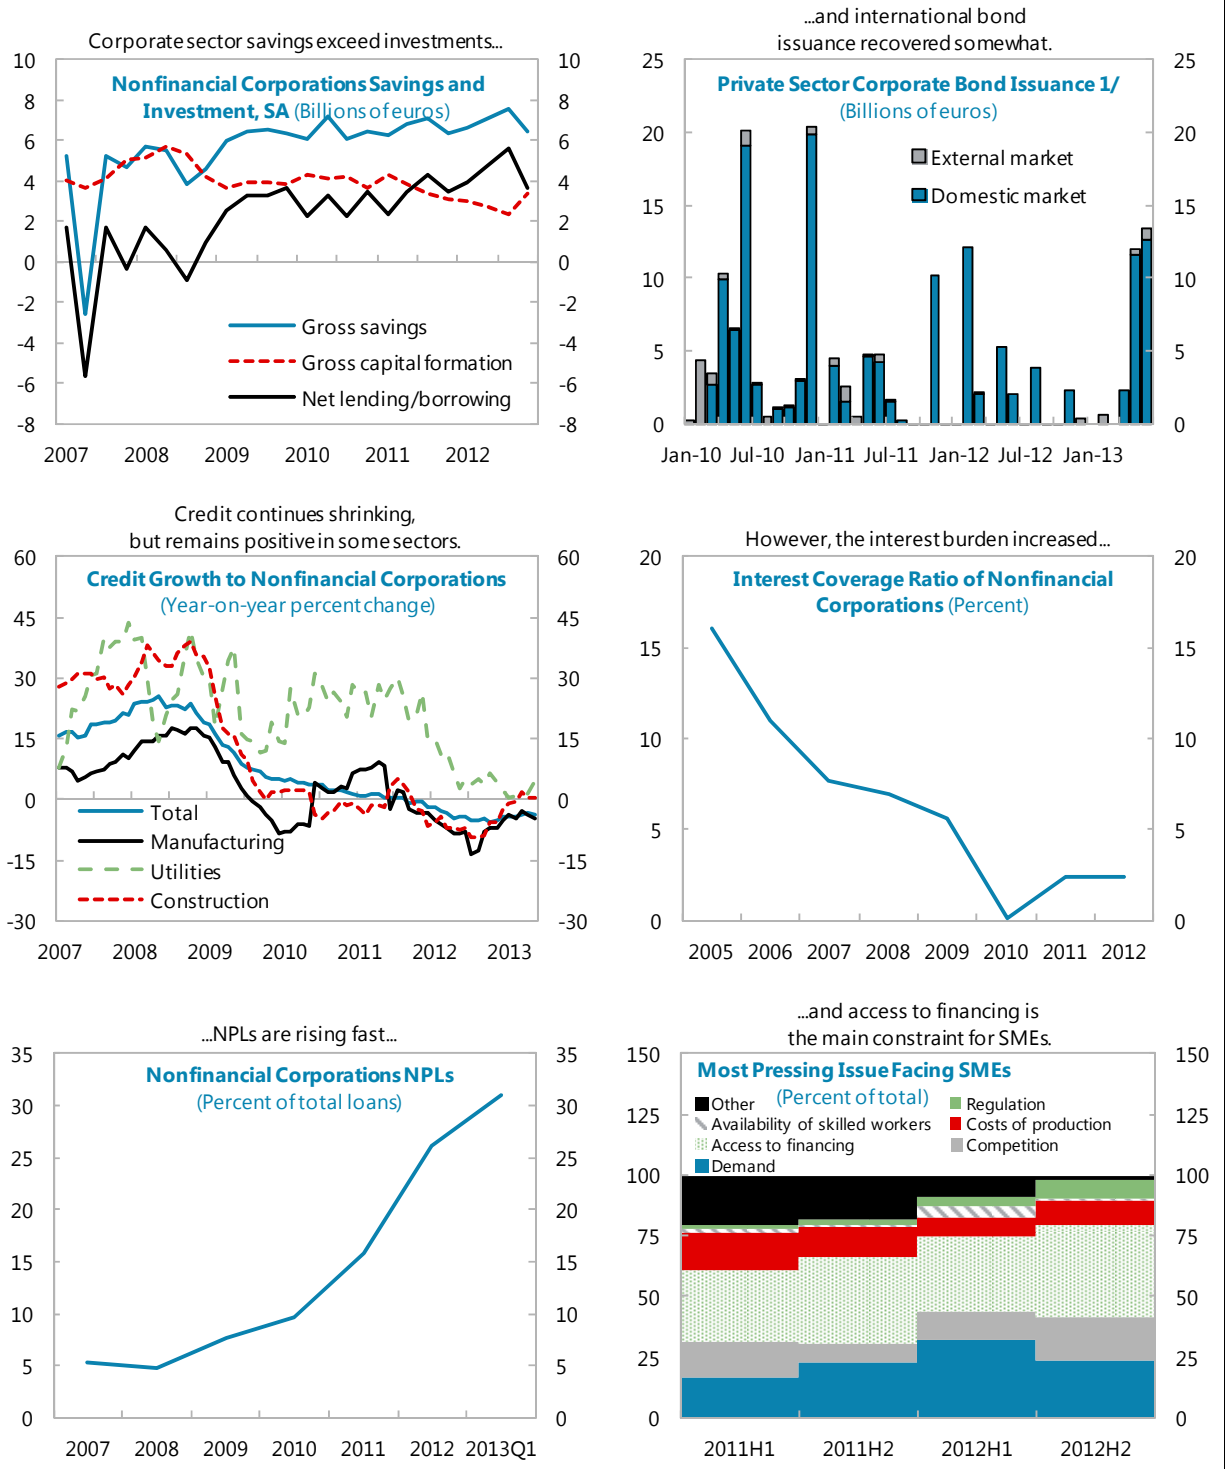 Corporate sector savings exceed investments...
Nonfinancial Corporations Savings and
Investment, SA (Billions of euros)
10
8
6
4
2
0
-2
-4
-6
-8
10
8
6
4
2
0
-2
-4
-6
-8
Gross savings
Gross capital formation
Net lending/borrowing
2007 2008 2009 2010 2011 2012
...and international bond
issuance recovered somewhat.
Private Sector Corporate Bond Issuance 1/
(Billions of euros)
25
20
15
10
5
0
25
20
15
10
5
0
External market
Domestic market
Jan-10 Jul-10 Jan-11 Jul-11 Jan-12 Jul-12 Jan-13
Credit continues shrinking,
but remains positive in some sectors.
Credit Growth to Nonfinancial Corporations
(Year-on-year percent change)
60
45
30
15
0
-15
-30
60
45
30
15
0
-15
-30
Total
Manufacturing
Utilities
Construction
2007 2008 2009 2010 2011 2012 2013
However, the interest burden increased...
Interest Coverage Ratio of Nonfinancial
Corporations (Percent)
20
15
10
5
0
20
15
10
5
0
2005 2006 2007 2008 2009 2010 2011 2012
...NPLs are rising fast...
Nonfinancial Corporations NPLs
(Percent of total loans)
35
30
25
20
15
10
5
0
35
30
25
20
15
10
5
0
2007 2008 2009 2010 2011 2012 2013Q1
...and access to financing is
the main constraint for SMEs.
Most Pressing Issue Facing SMEs
(Percent of total)
150
125
100
75
50
25
0
150
125
100
75
50
25
0
Other
Regulation
Availability of skilled workers
Costs of production
Access to financing
Competition
Demand
2011H1 2011H2 2012H1 2012H2